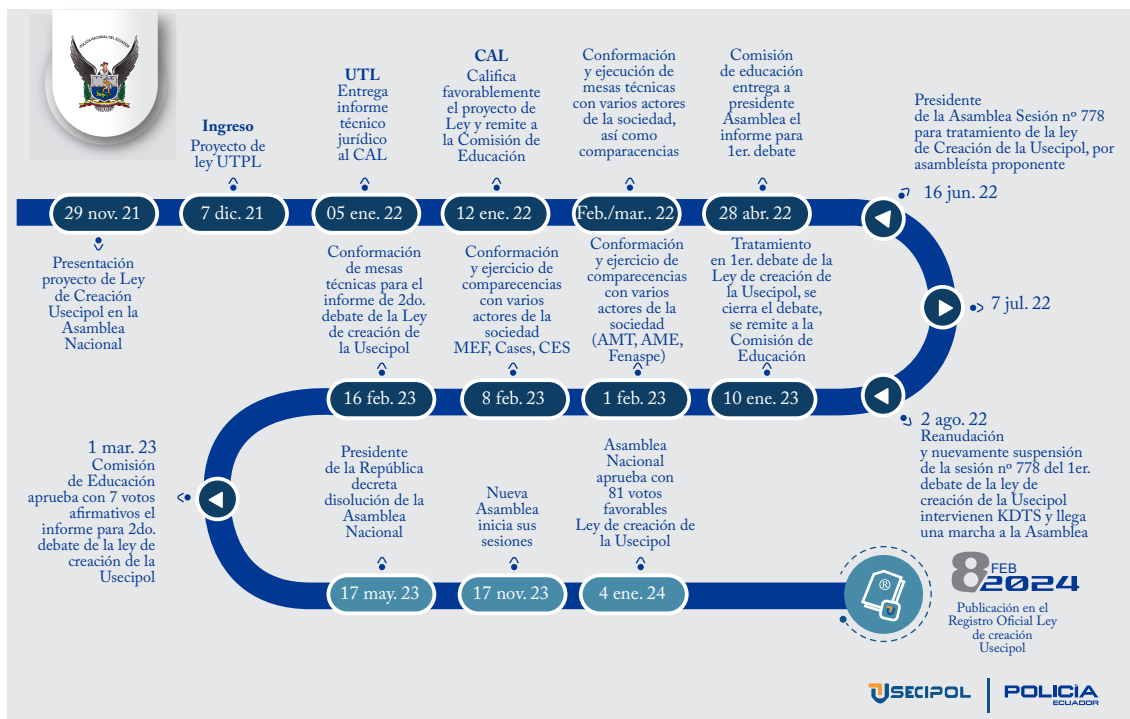 POLICÍA NACIONAL DEL ECUADOR
29 nov. 21
Presentación
proyecto de Ley
de Creación
Usecipol en la
Asamblea
Nacional
Ingreso
Proyecto de
ley UTPL
7 dic. 21
UTL
Entrega
informe
técnico
jurídico
al CAL
05 ene. 22
CAL
Califica
favorablemente
el proyecto de
Ley y remite a
la Comisión de
Educación
12 ene. 22
Conformación
y ejecución de
mesas técnicas
con varios actores
de la sociedad,
así como
comparacencias
Feb./mar.. 22
Comisión
de educación
entrega a
presidente
Asamblea el
informe para
1er. debate
28 abr. 22
Presidente
de la Asamblea Sesión nº 778
para tratamiento de la ley
de Creación de la Usecipol, por
asambleísta proponente
16 jun. 22
7 jul. 22
2 ago. 22
Reanudación
y nuevamente suspensión
de la sesión nº 778 del 1er.
debate de la ley de
creación de la Usecipol
intervienen KDTS y llega
una marcha a la Asamblea
Tratamiento
en 1er. debate de la
Ley de creación de
la Usecipol, se
cierra el debate,
se remite a la
Comisión de
Educación
10 ene. 23
Conformación
y ejercicio de
comparecencias
con varios
actores de la
sociedad
(AMT, AME,
Fenaspe)
1 feb. 23
Conformación
y ejercicio de
comparecencias
con varios
actores de la
sociedad
MEF, Cases, CES
8 feb. 23
Conformación
de mesas
técnicas para el
informe de 2do.
debate de la Ley
de creación de
la Usecipol
16 feb. 23
1 mar. 23
Comisión
de Educación
aprueba con 7 votos
afirmativos el
informe para 2do.
debate de la ley de
creación de la
Usecipol
Presidente
de la República
decreta
disolución de la
Asamblea
Nacional
17 may. 23
Nueva
Asamblea
inicia sus
sesiones
17 nov. 23
Asamblea
Nacional
aprueba con
81 votos
favorables
Ley de creación de
la Usecipol
4 ene. 24
®
8 FEB
2024
Publicación en el
Registro Oficial Ley
de creación
Usecipol
USECIPOL
POLICÍA
ECUADOR